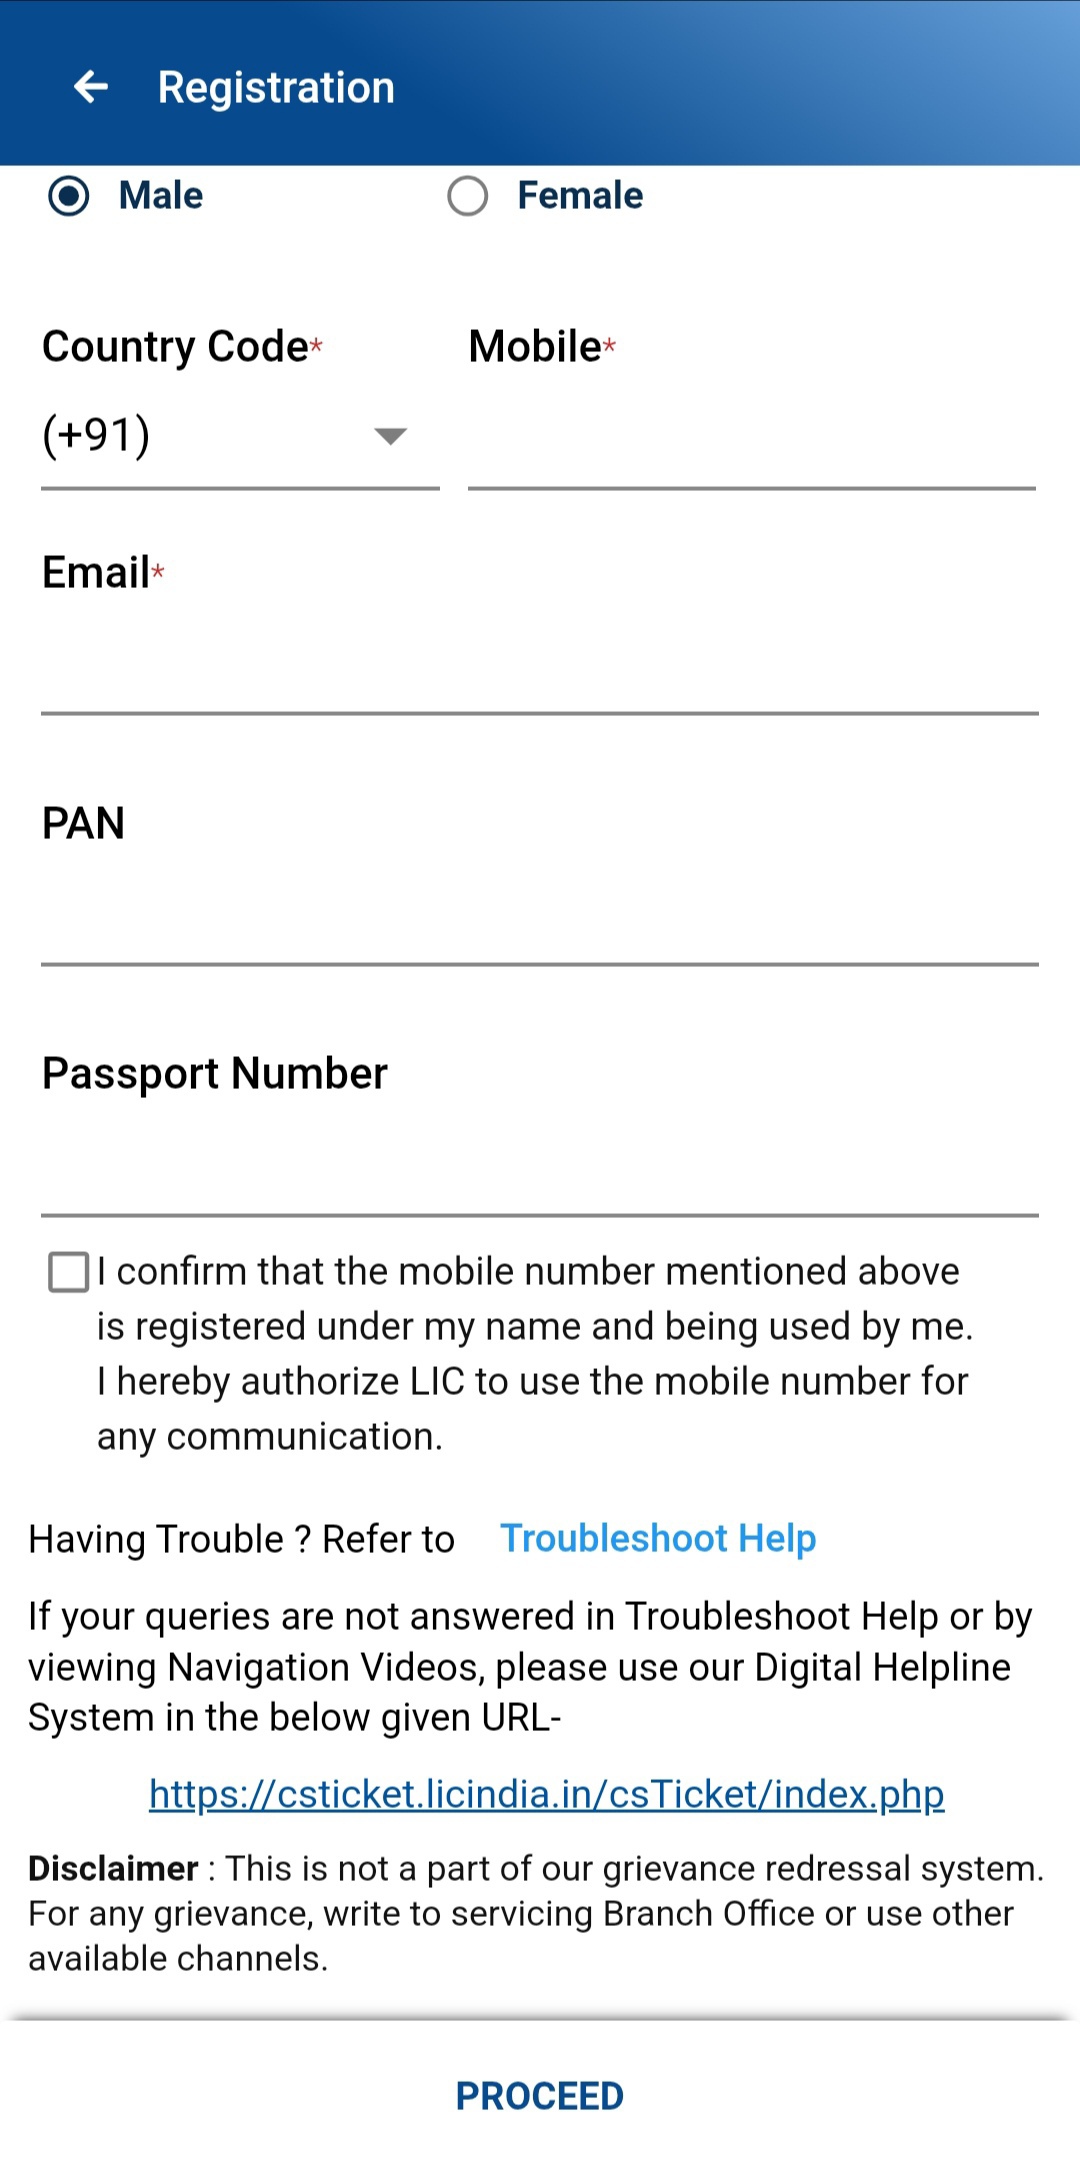 Registration
Male Female
Country Code* Mobile*
(+91)
Email*
PAN
Passport Number
I confirm that the mobile number mentioned above
is registered under my name and being used by me.
I hereby authorize LIC to use the mobile number for
any communication.
Having Trouble ? Refer to Troubleshoot Help
If your queries are not answered in Troubleshoot Help or by
viewing Navigation Videos, please use our Digital Helpline
System in the below given URL-
https://csticket.licindia.in/csTicket/index.php
Disclaimer : This is not a part of our grievance redressal system.
For any grievance, write to servicing Branch Office or use other
available channels.
PROCEED